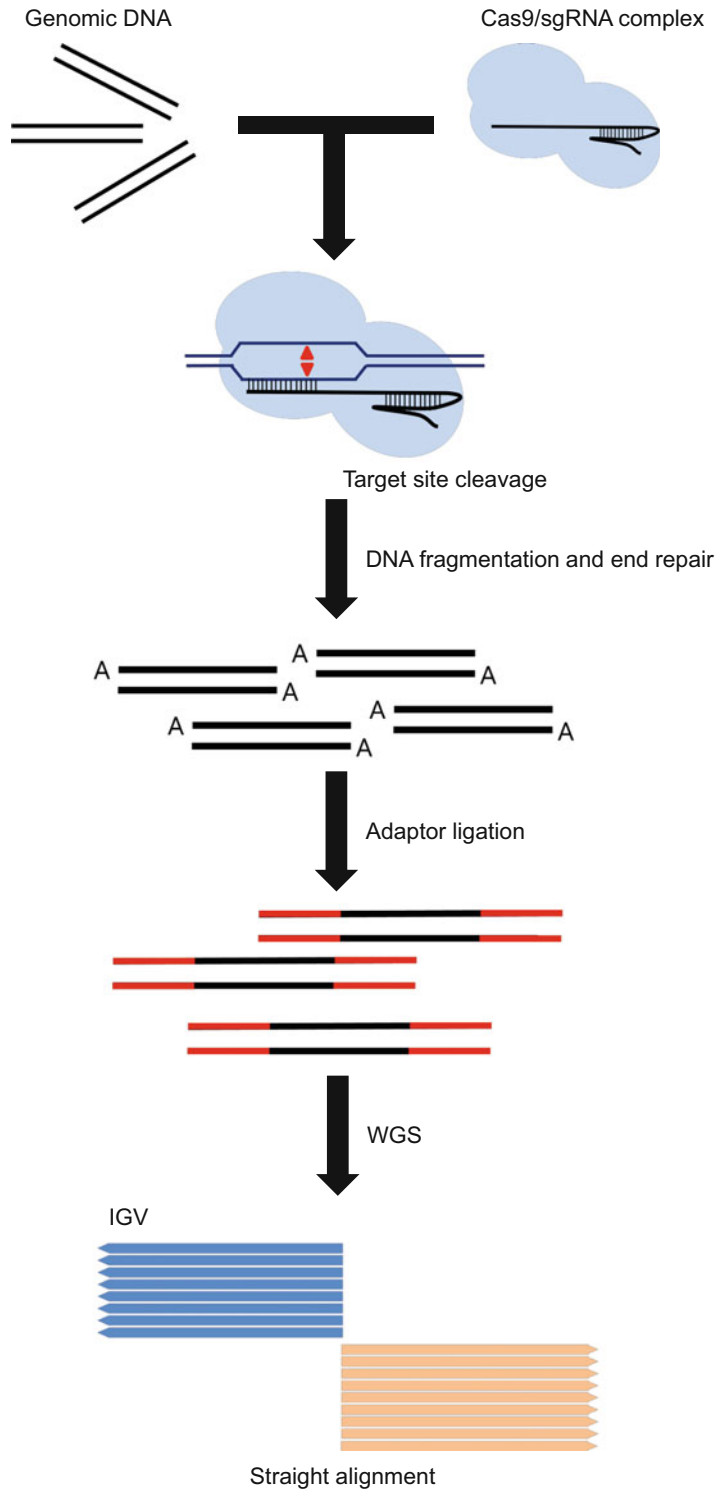 Genomic DNA
Cas9/sgRNA complex
Target site cleavage
DNA fragmentation and end repair
A
A
A
A
A
A
A
A
Adaptor ligation
WGS
IGV
Straight alignment